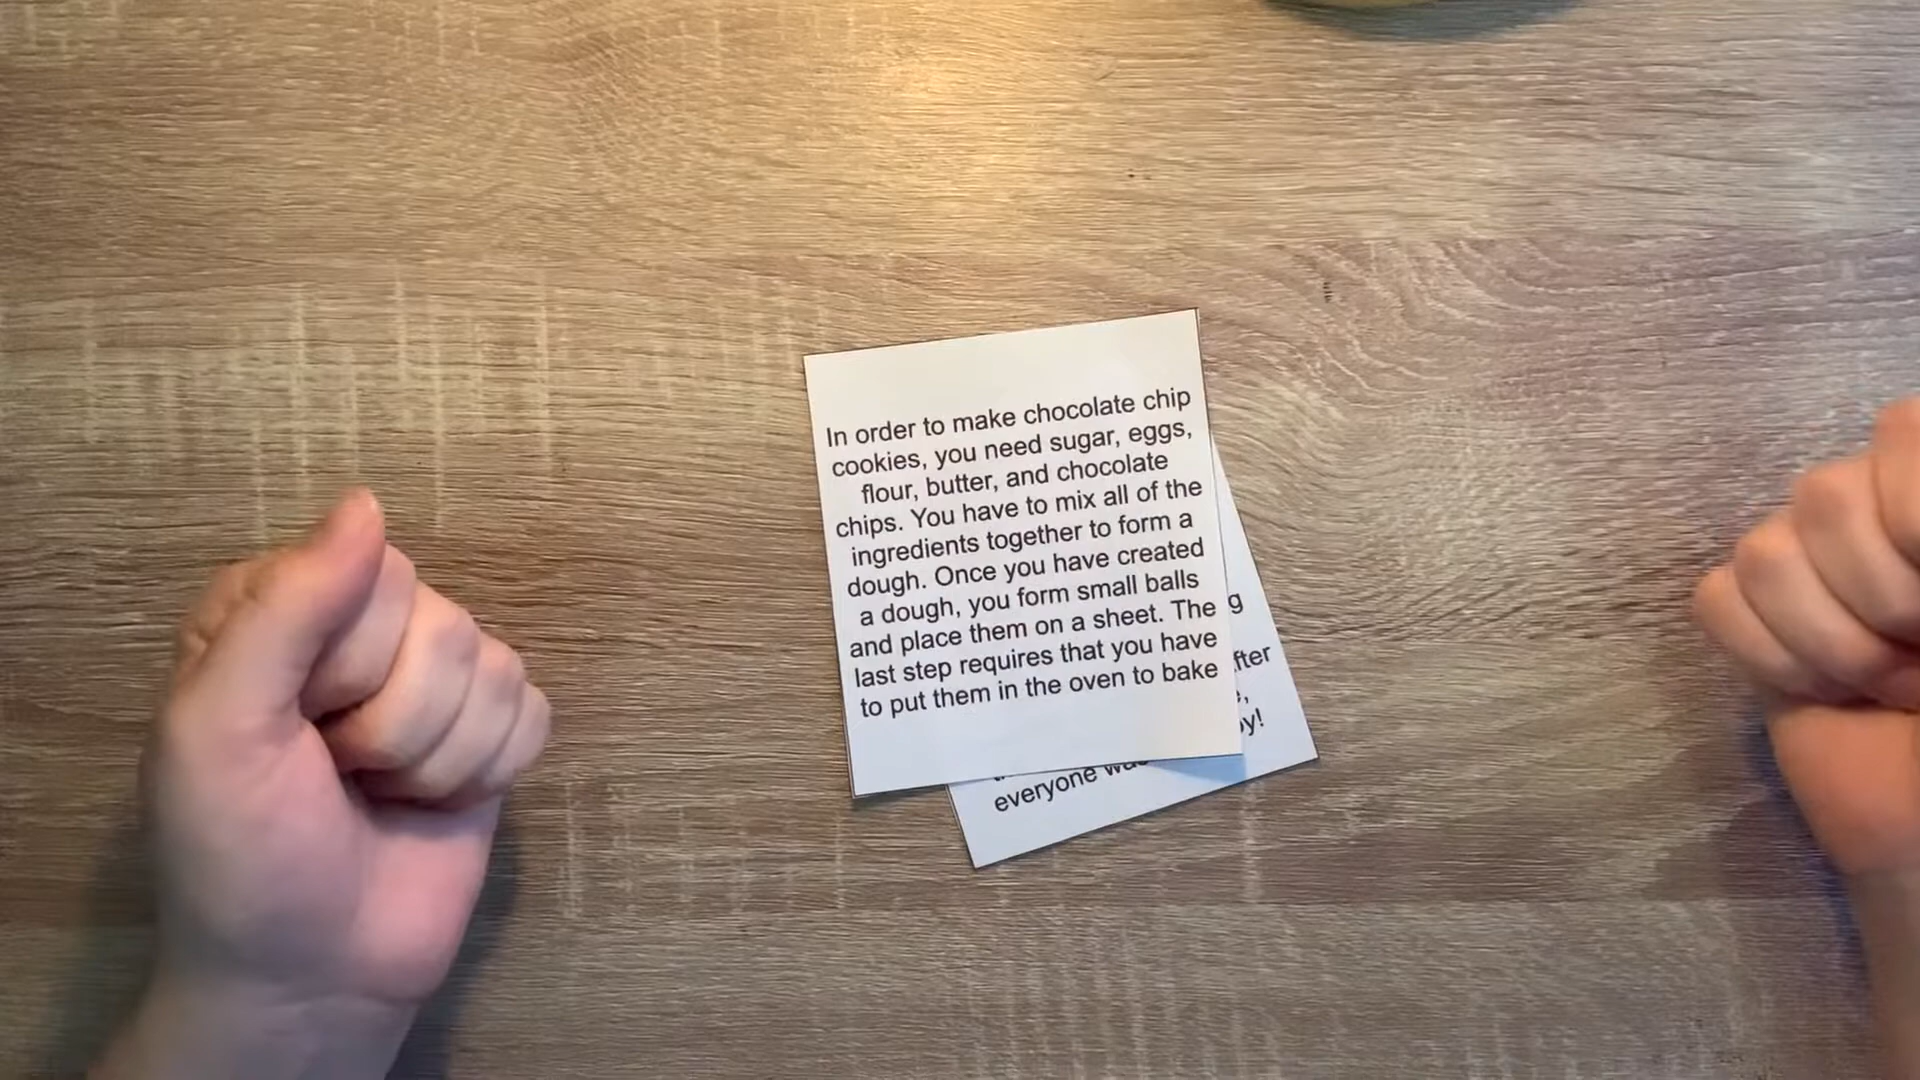 In order to make chocolate chip
cookies, you need sugar, eggs,
flour, butter, and chocolate
chips. You have to mix all of the
ingredients together to form a
dough. Once you have created
a dough, you form small balls
and place them on a sheet. The
last step requires that you have
to put them in the oven to bake
everyone